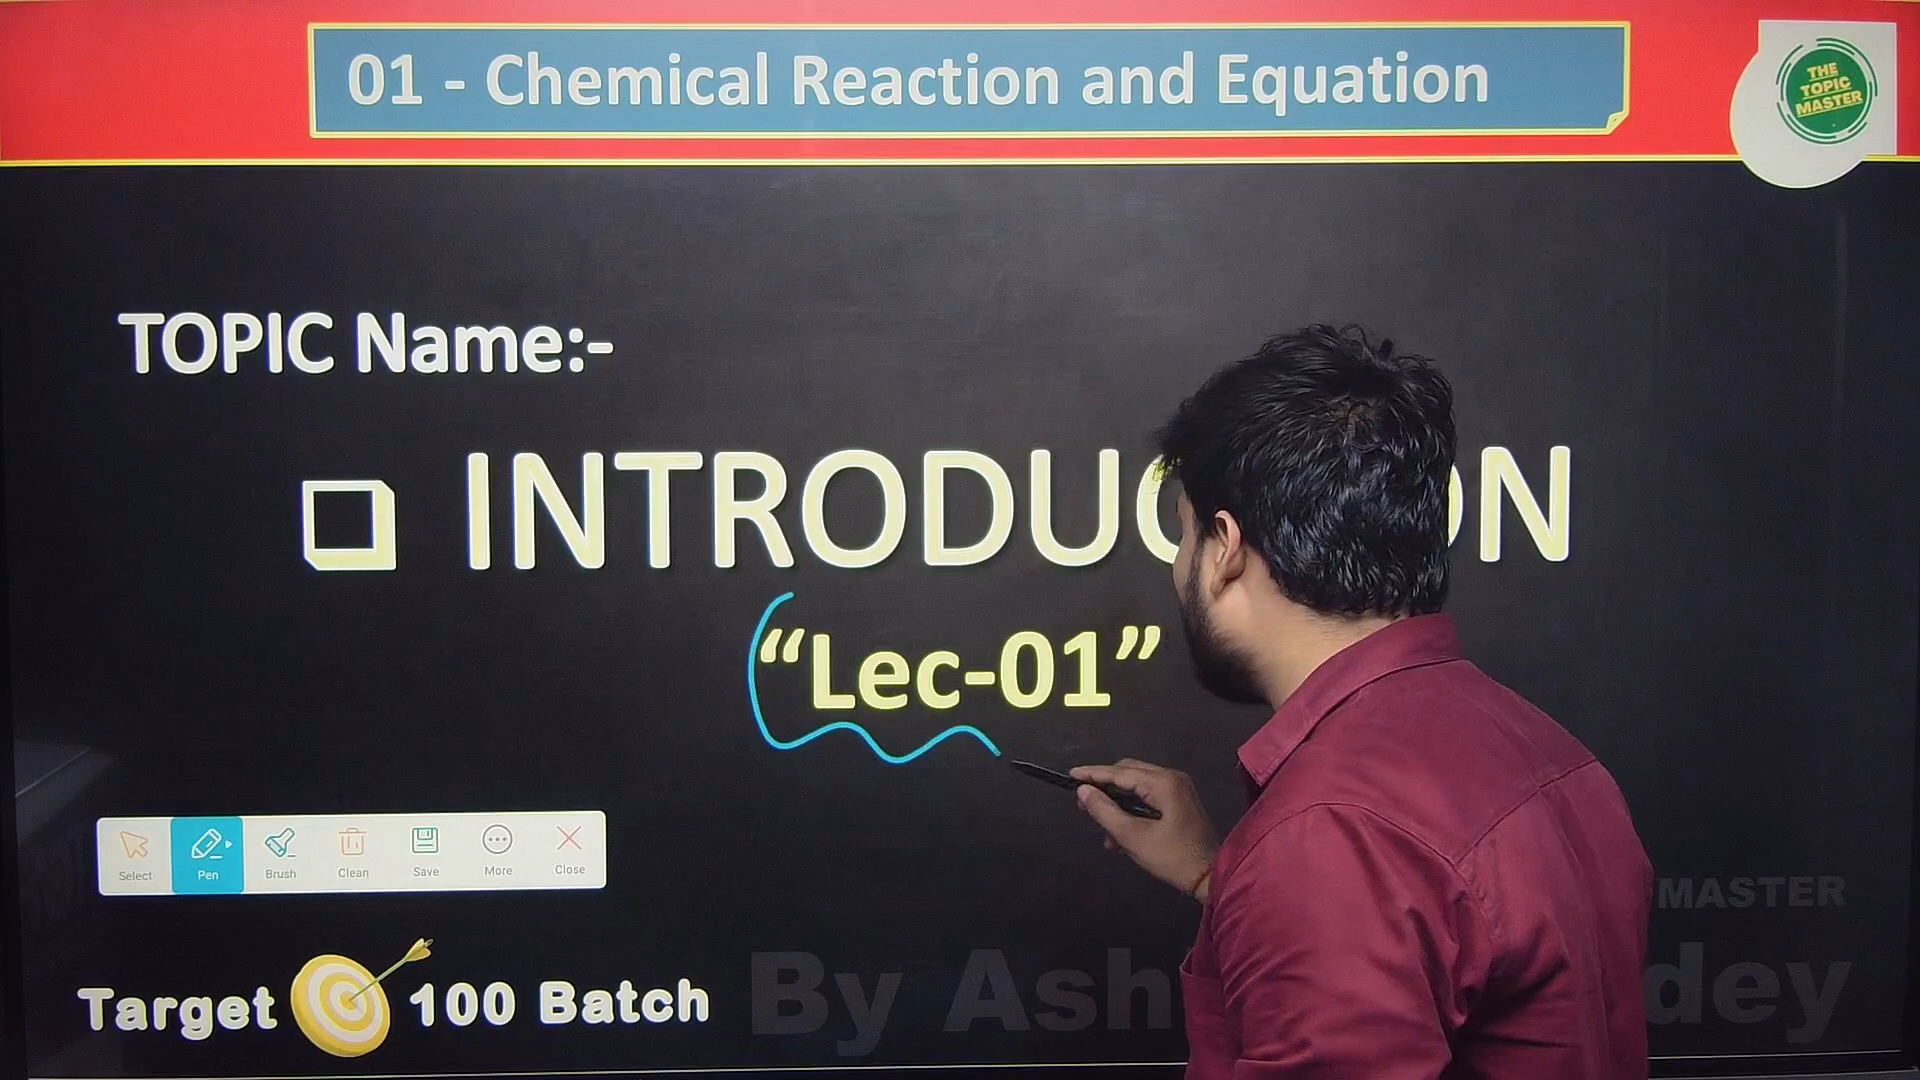 01 - Chemical Reaction and Equation
THE
TOPIC
MASTER
TOPIC Name:-
INTRODUC ON
“Lec-01”
Select Pen Brush Clean Save More Close
MASTER
Target 100 Batch
By Ash dey